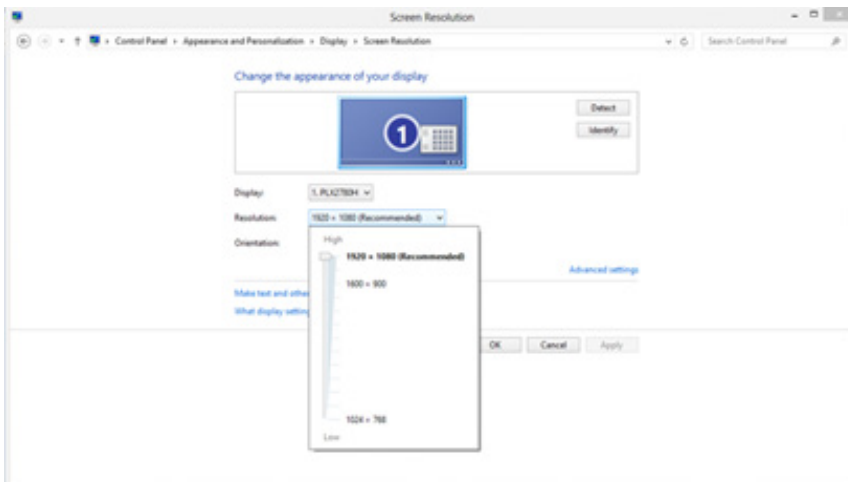 Screen Resolution
Control Panel › Appearance and Personalization › Display › Screen Resolution
Search Control Panel
Change the appearance of your display
1
Detect
Identify
Display: 1. PLX2780H
Resolution: 1920 × 1080 (Recommended)
Orientation:
High
1920 × 1080 (Recommended)
1600 × 900
1024 × 768
Low
Advanced settings
Make text and other
What display setting
OK Cancel Apply